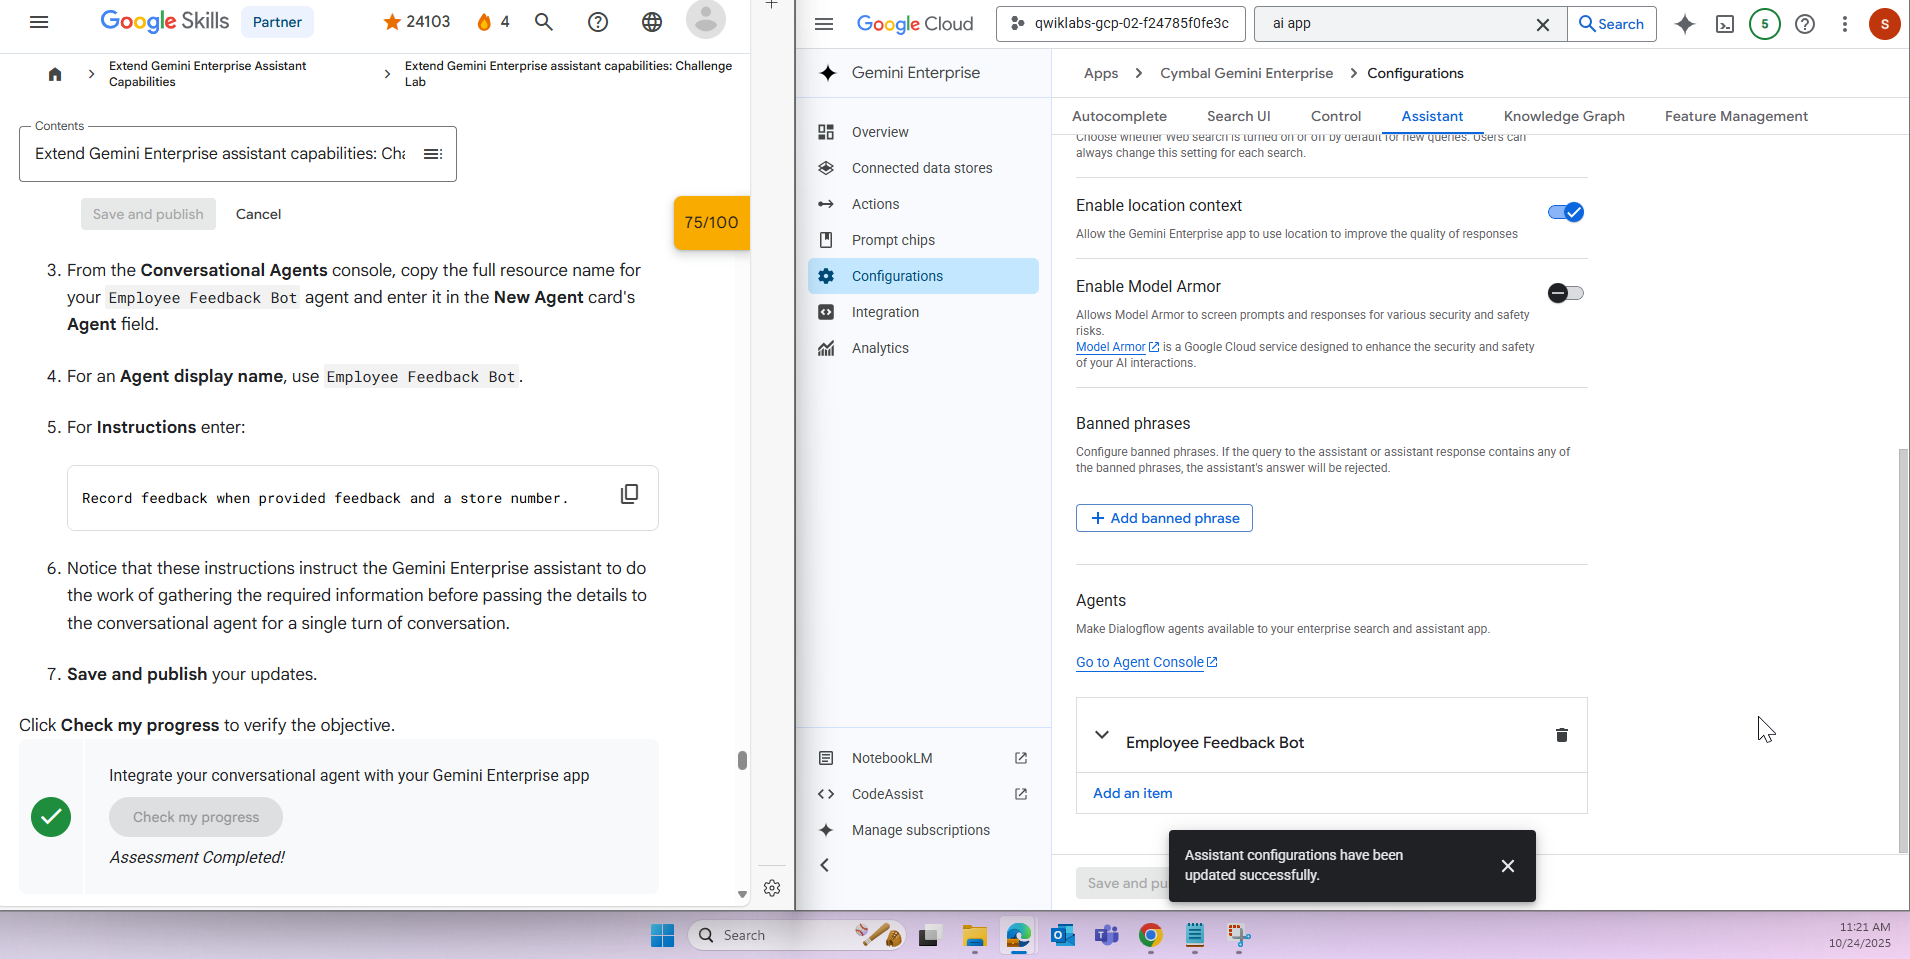 Google Skills
Partner
24103
4
Extend Gemini Enterprise Assistant
Capabilities
Extend Gemini Enterprise assistant capabilities: Challenge
Lab
Contents
Extend Gemini Enterprise assistant capabilities: Cha
Save and publish
Cancel
75/100
3. From the Conversational Agents console, copy the full resource name for
your Employee Feedback Bot agent and enter it in the New Agent card's
Agent field.
4. For an Agent display name, use Employee Feedback Bot.
5. For Instructions enter:
Record feedback when provided feedback and a store number.
6. Notice that these instructions instruct the Gemini Enterprise assistant to do
the work of gathering the required information before passing the details to
the conversational agent for a single turn of conversation.
7. Save and publish your updates.
Click Check my progress to verify the objective.
Integrate your conversational agent with your Gemini Enterprise app
Check my progress
Assessment Completed!
Google Cloud
qwiklabs-gcp-02-f24785f0fe3c
ai app
Search
5
S
Gemini Enterprise
Apps
Cymbal Gemini Enterprise
Configurations
Overview
Connected data stores
Actions
Prompt chips
Configurations
Integration
Analytics
NotebookLM
CodeAssist
Manage subscriptions
Autocomplete
Search UI
Control
Assistant
Knowledge Graph
Feature Management
Choose whether Web search is turned on or off by default for new queries. Users can
always change this setting for each search.
Enable location context
Allow the Gemini Enterprise app to use location to improve the quality of responses
Enable Model Armor
Allows Model Armor to screen prompts and responses for various security and safety
risks.
Model Armor is a Google Cloud service designed to enhance the security and safety
of your AI interactions.
Banned phrases
Configure banned phrases. If the query to the assistant or assistant response contains any of
the banned phrases, the assistant's answer will be rejected.
Add banned phrase
Agents
Make Dialogflow agents available to your enterprise search and assistant app.
Go to Agent Console
Employee Feedback Bot
Add an item
Save and pu
Assistant configurations have been
updated successfully.
Search
11:21 AM
10/24/2025